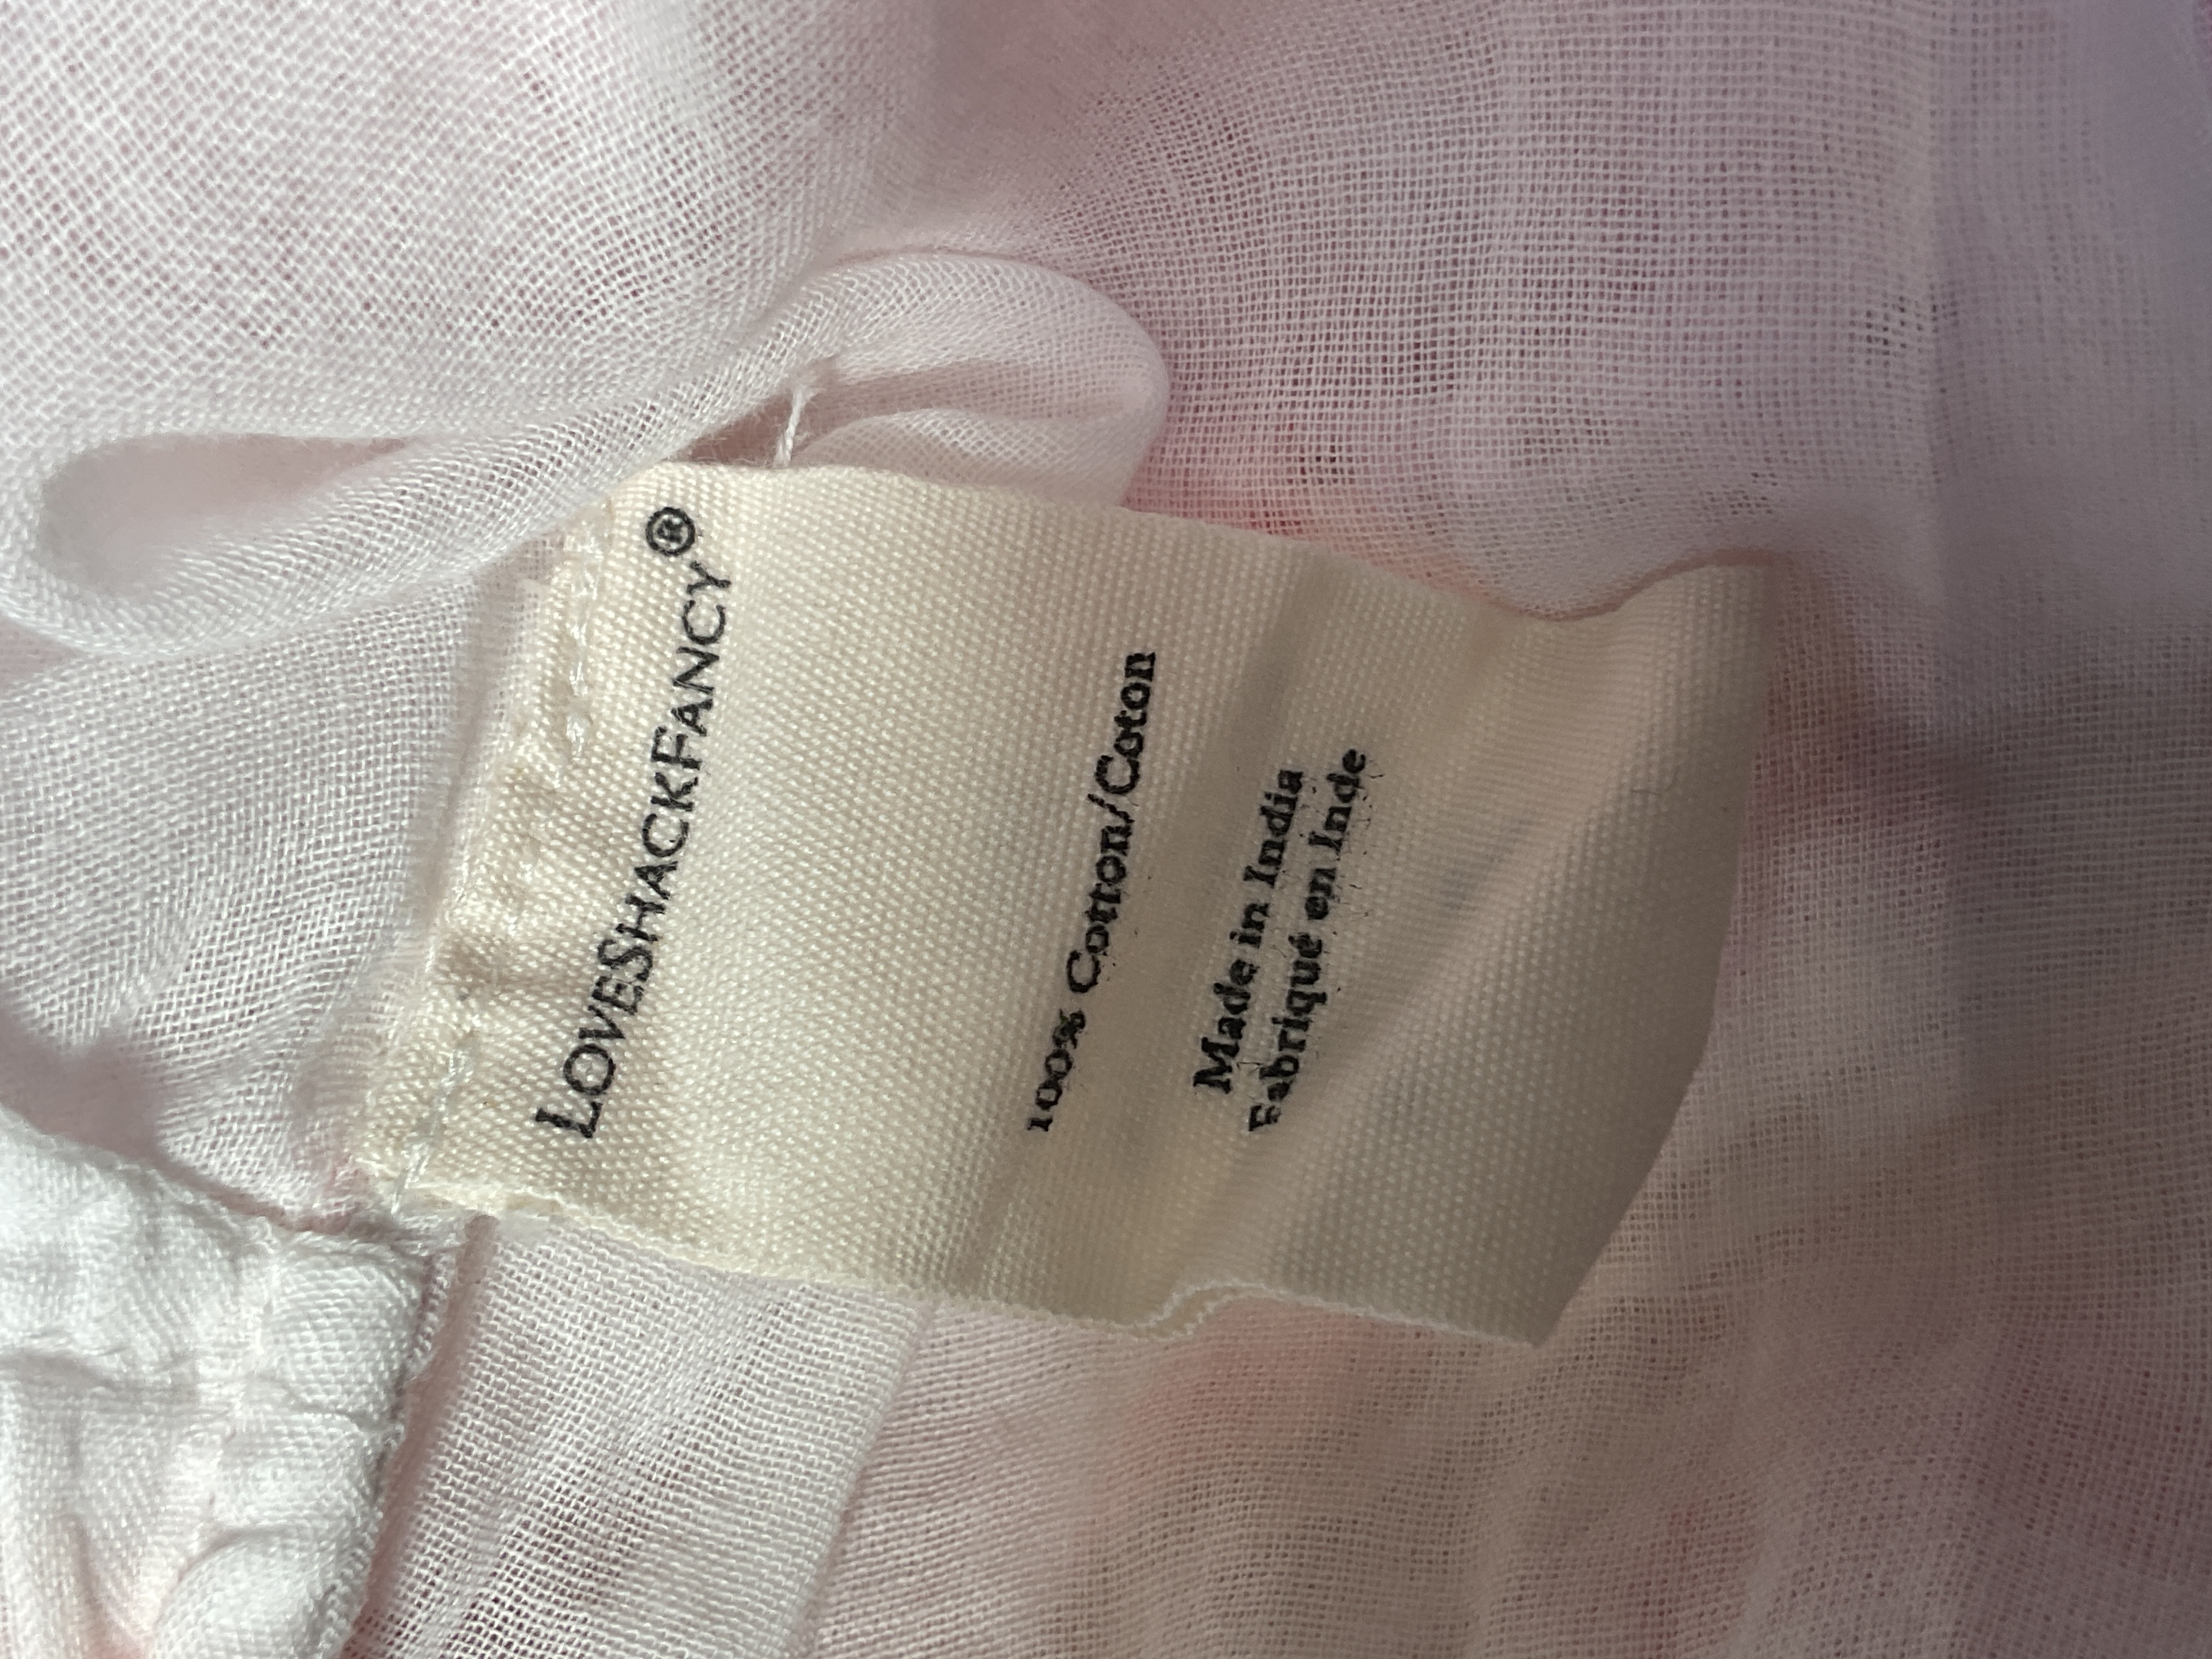 LOVESHACKFANCY®
100% Cotton/Coton
Made in India
Fabriqué en Inde